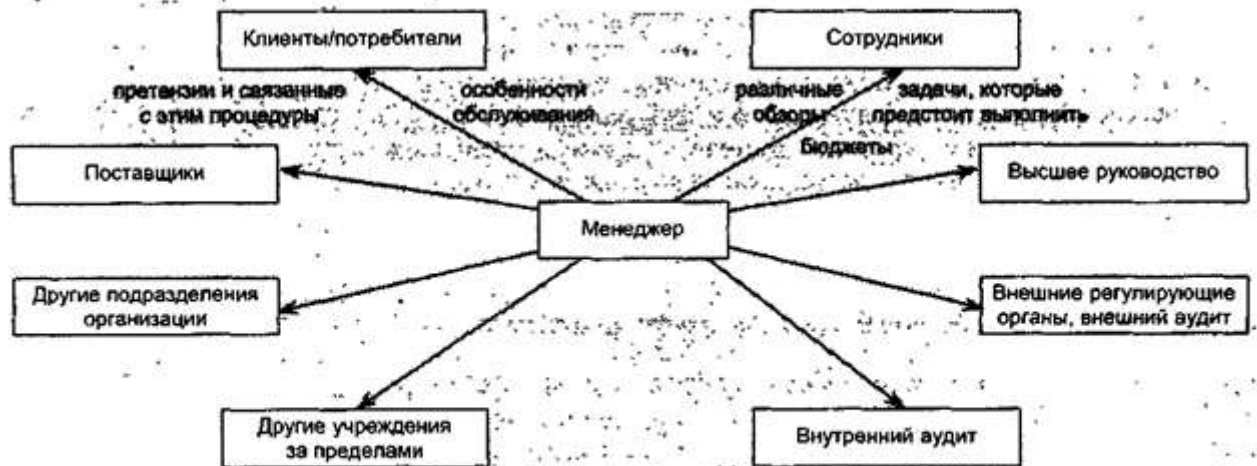 Клиенты/потребители
Сотрудники
претензии и связанные
с этим процедуры
особенности
обслуживания
различные
обзоры
задачи, которые
предстоит выполнить
бюджеты
Поставщики
Высшее руководство
Менеджер
Другие подразделения
организации
Внешние регулирующие
органы, внешний аудит
Другие учреждения
за пределами
Внутренний аудит